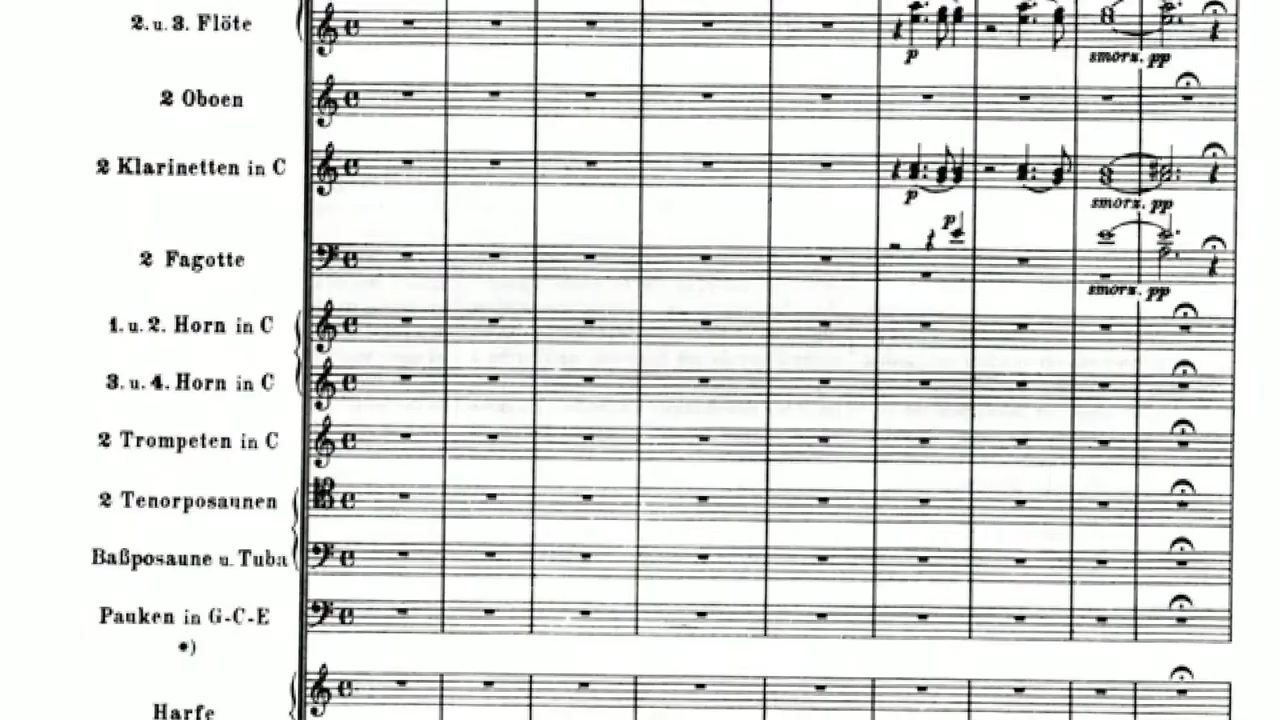 2. u. 3. Flöte
p
smorz. pp
2 Oboen
2 Klarinetten in C
p
smorz. pp
p
2 Fagotte
smorz. pp
1. u. 2. Horn in C
3. u. 4. Horn in C
2 Trompeten in C
2 Tenorposaunen
Baßposaune u. Tuba
Pauken in G-C-E
*)
Harfe